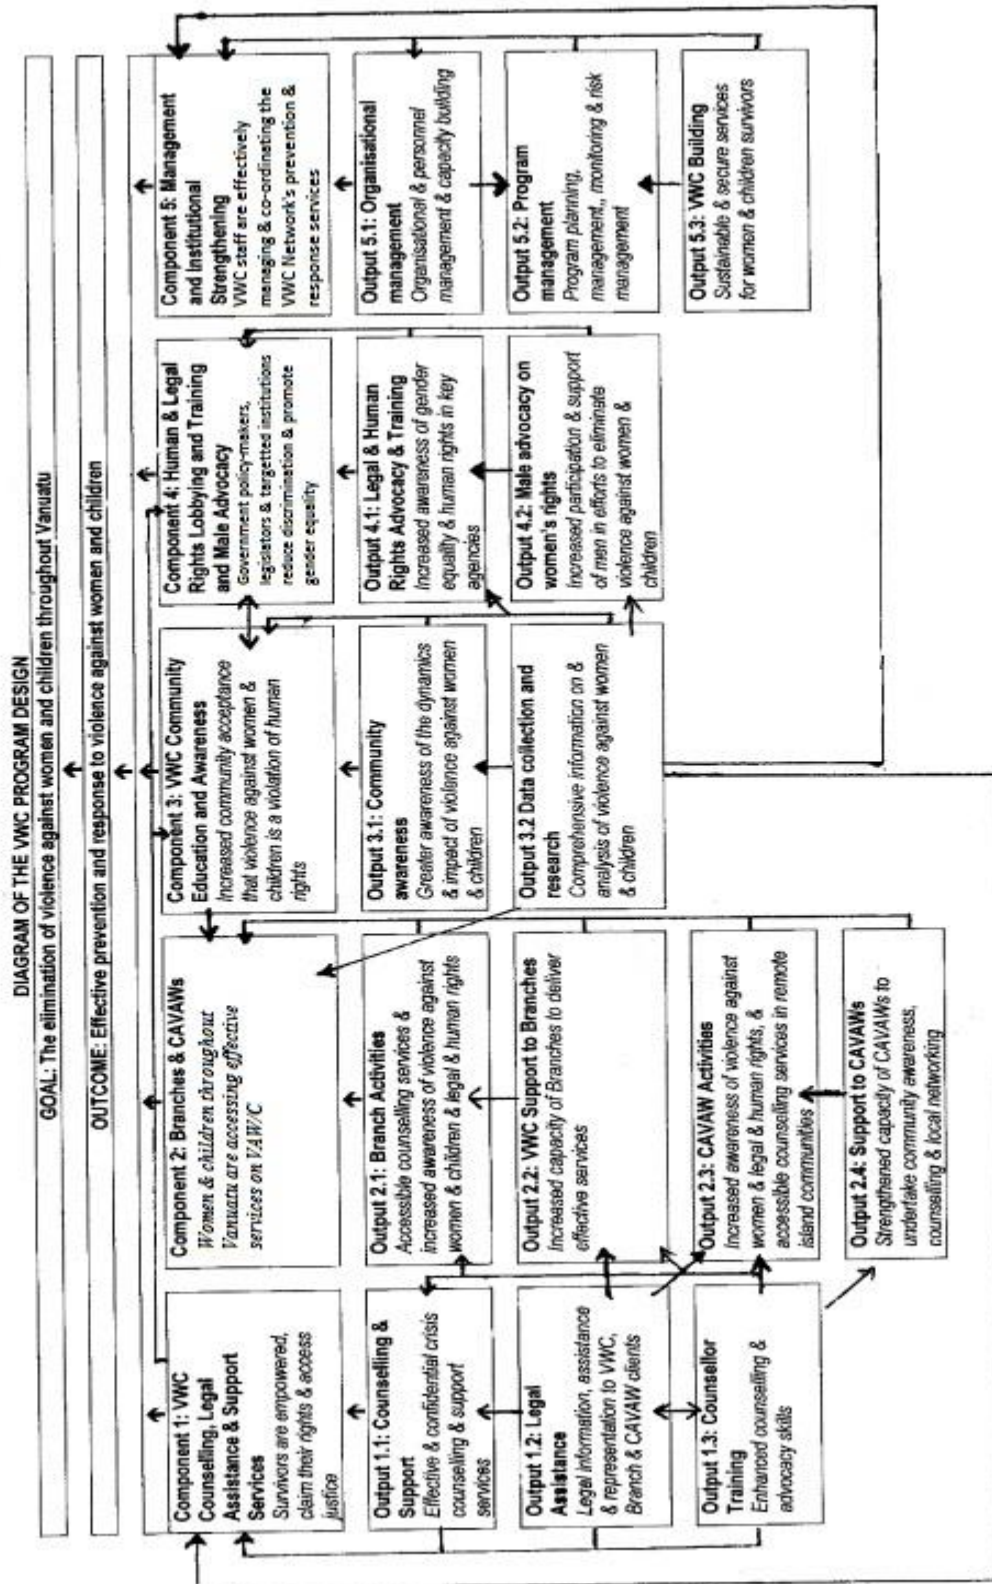 DIAGRAM OF THE VWC PROGRAM DESIGN
GOAL: The elimination of violence against women and children throughout Vanuatu
OUTCOME: Effective prevention and response to violence against women and children
Component 1: VWC
Counselling, Legal
Assistance & Support
Services
Survivors are empowered,
claim their rights & access
justice
Output 1.1: Counselling &
Support
Effective & confidential crisis
counselling & support
services
Output 1.2: Legal
Assistance
Legal information, assistance
& representation to VWC,
Branch & CAVAW clients
Output 1.3: Counsellor
Training
Enhanced counselling &
advocacy skills
Component 2: Branches & CAVAWs
Women & children throughout
Vanuatu are accessing effective
services on VAW/C
Output 2.1: Branch Activities
Accessible counselling services &
increased awareness of violence against
women & children & legal & human rights
Output 2.2: VWC Support to Branches
Increased capacity of Branches to deliver
effective services
Output 2.3: CAVAW Activities
Increased awareness of violence against
women & legal & human rights, &
accessible counselling services in remote
island communities
Output 2.4: Support to CAVAWs
Strengthened capacity of CAVAWs to
undertake community awareness,
counselling & local networking
Component 3: VWC Community
Education and Awareness
Increased community acceptance
that violence against women &
children is a violation of human
rights
Output 3.1: Community
awareness
Greater awareness of the dynamics
& impact of violence against women
& children
Output 3.2 Data collection and
research
Comprehensive information on &
analysis of violence against women
& children
Component 4: Human & Legal
Rights Lobbying and Training
and Male Advocacy
Government policy-makers,
legislators & targetted institutions
reduce discrimination & promote
gender equality
Output 4.1: Legal & Human
Rights Advocacy & Training
Increased awareness of gender
equality & human rights in key
agencies
Output 4.2: Male advocacy on
women's rights
Increased participation & support
of men in efforts to eliminate
violence against women &
children
Component 5: Management
and Institutional
Strengthening
VWC staff are effectively
managing & co-ordinating the
VWC Network's prevention &
response services
Output 5.1: Organisational
management
Organisational & personnel
management & capacity building
Output 5.2: Program
management
Program planning,
management,, monitoring & risk
management
Output 5.3: VWC Building
Sustainable & secure services
for women & children survivors